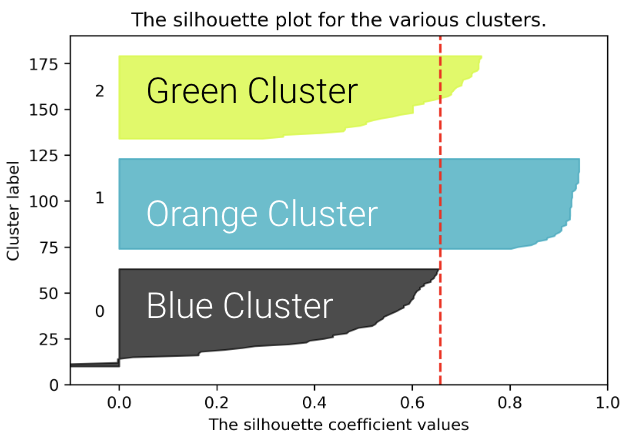 The silhouette plot for the various clusters.
175
150
125
100
75
50
25
0
Cluster label
2
Green Cluster
1
Orange Cluster
0
Blue Cluster
0.0 0.2 0.4 0.6 0.8 1.0
The silhouette coefficient values